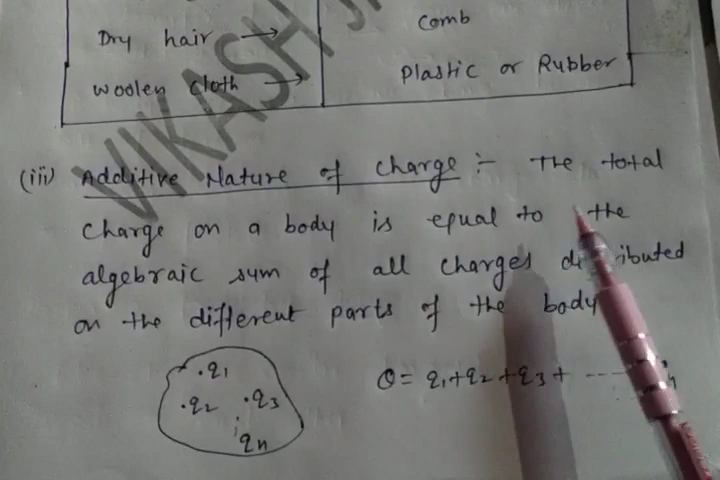 Comb
Dry hair →
Plastic or Rubber
Woolen Cloth →
VIKASH
(iii) Additive Nature of Charge :- The total
Charge on a body is equal to the
algebraic sum of all charges distributed
on the different parts of the body
.q1
.q2 .q3
qn
Q = q1+q2+q3+ ----